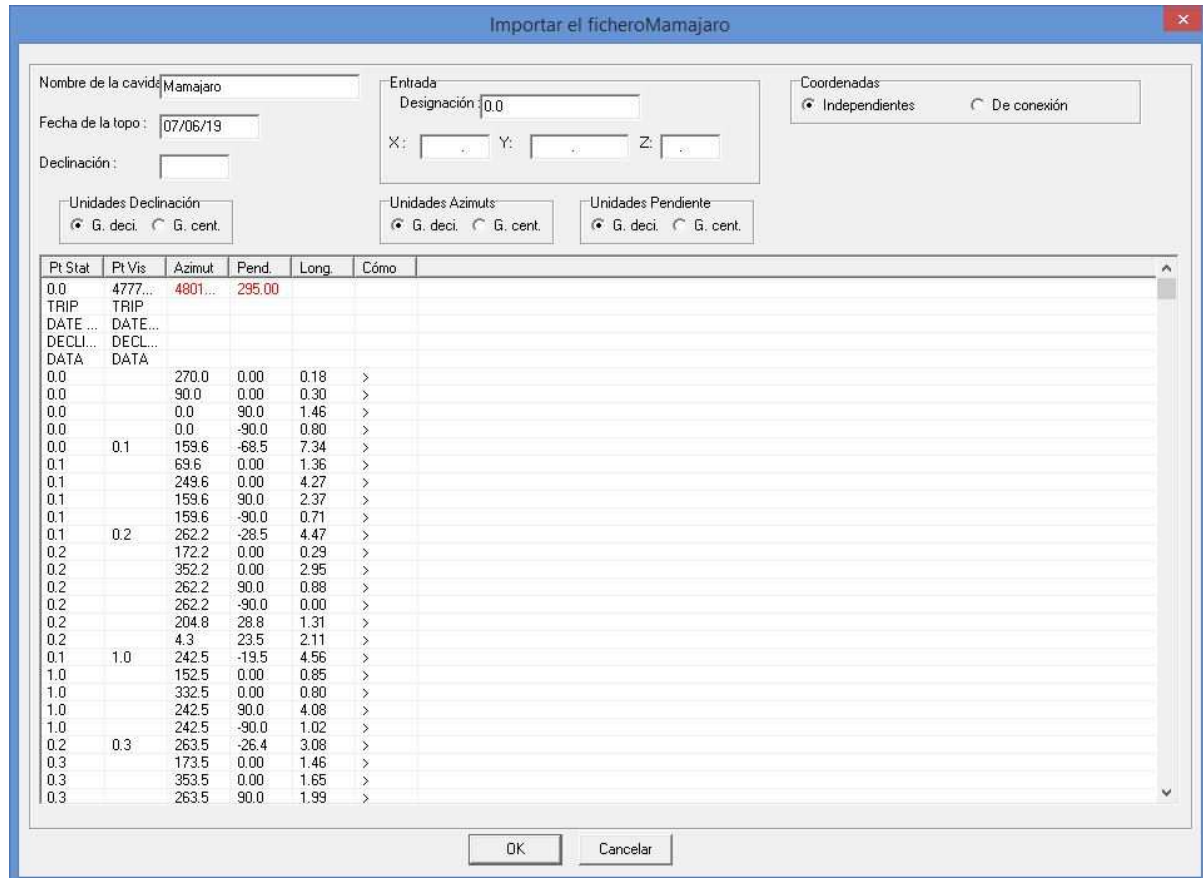 Importar el ficheroMamajaro
Nombre de la cavida Mamajaro
Fecha de la topo : 07/06/19
Declinación :
Entrada
Designación : 0.0
X : . Y: . Z: .
Coordenadas
Independientes De conexión
Unidades Declinación
G. deci. G. cent.
Unidades Azimuts
G. deci. G. cent.
Unidades Pendiente
G. deci. G. cent.
Pt Stat Pt Vis Azimut Pend. Long. Cómo
0.0 4777... 4801... 295.00
TRIP TRIP
DATE ... DATE...
DECLI... DECL...
DATA DATA
0.0 270.0 0.00 0.18 >
0.0 90.0 0.00 0.30 >
0.0 0.0 90.0 1.46 >
0.0 0.0 -90.0 0.80 >
0.0 0.1 159.6 -68.5 7.34 >
0.1 69.6 0.00 1.36 >
0.1 249.6 0.00 4.27 >
0.1 159.6 90.0 2.37 >
0.1 159.6 -90.0 0.71 >
0.1 0.2 262.2 -28.5 4.47 >
0.2 172.2 0.00 0.29 >
0.2 352.2 0.00 2.95 >
0.2 262.2 90.0 0.88 >
0.2 262.2 -90.0 0.00 >
0.2 204.8 28.8 1.31 >
0.2 4.3 23.5 2.11 >
0.1 1.0 242.5 -19.5 4.56 >
1.0 152.5 0.00 0.85 >
1.0 332.5 0.00 0.80 >
1.0 242.5 90.0 4.08 >
1.0 242.5 -90.0 1.02 >
0.2 0.3 263.5 -26.4 3.08 >
0.3 173.5 0.00 1.46 >
0.3 353.5 0.00 1.65 >
0.3 263.5 90.0 1.99 >
OK Cancelar